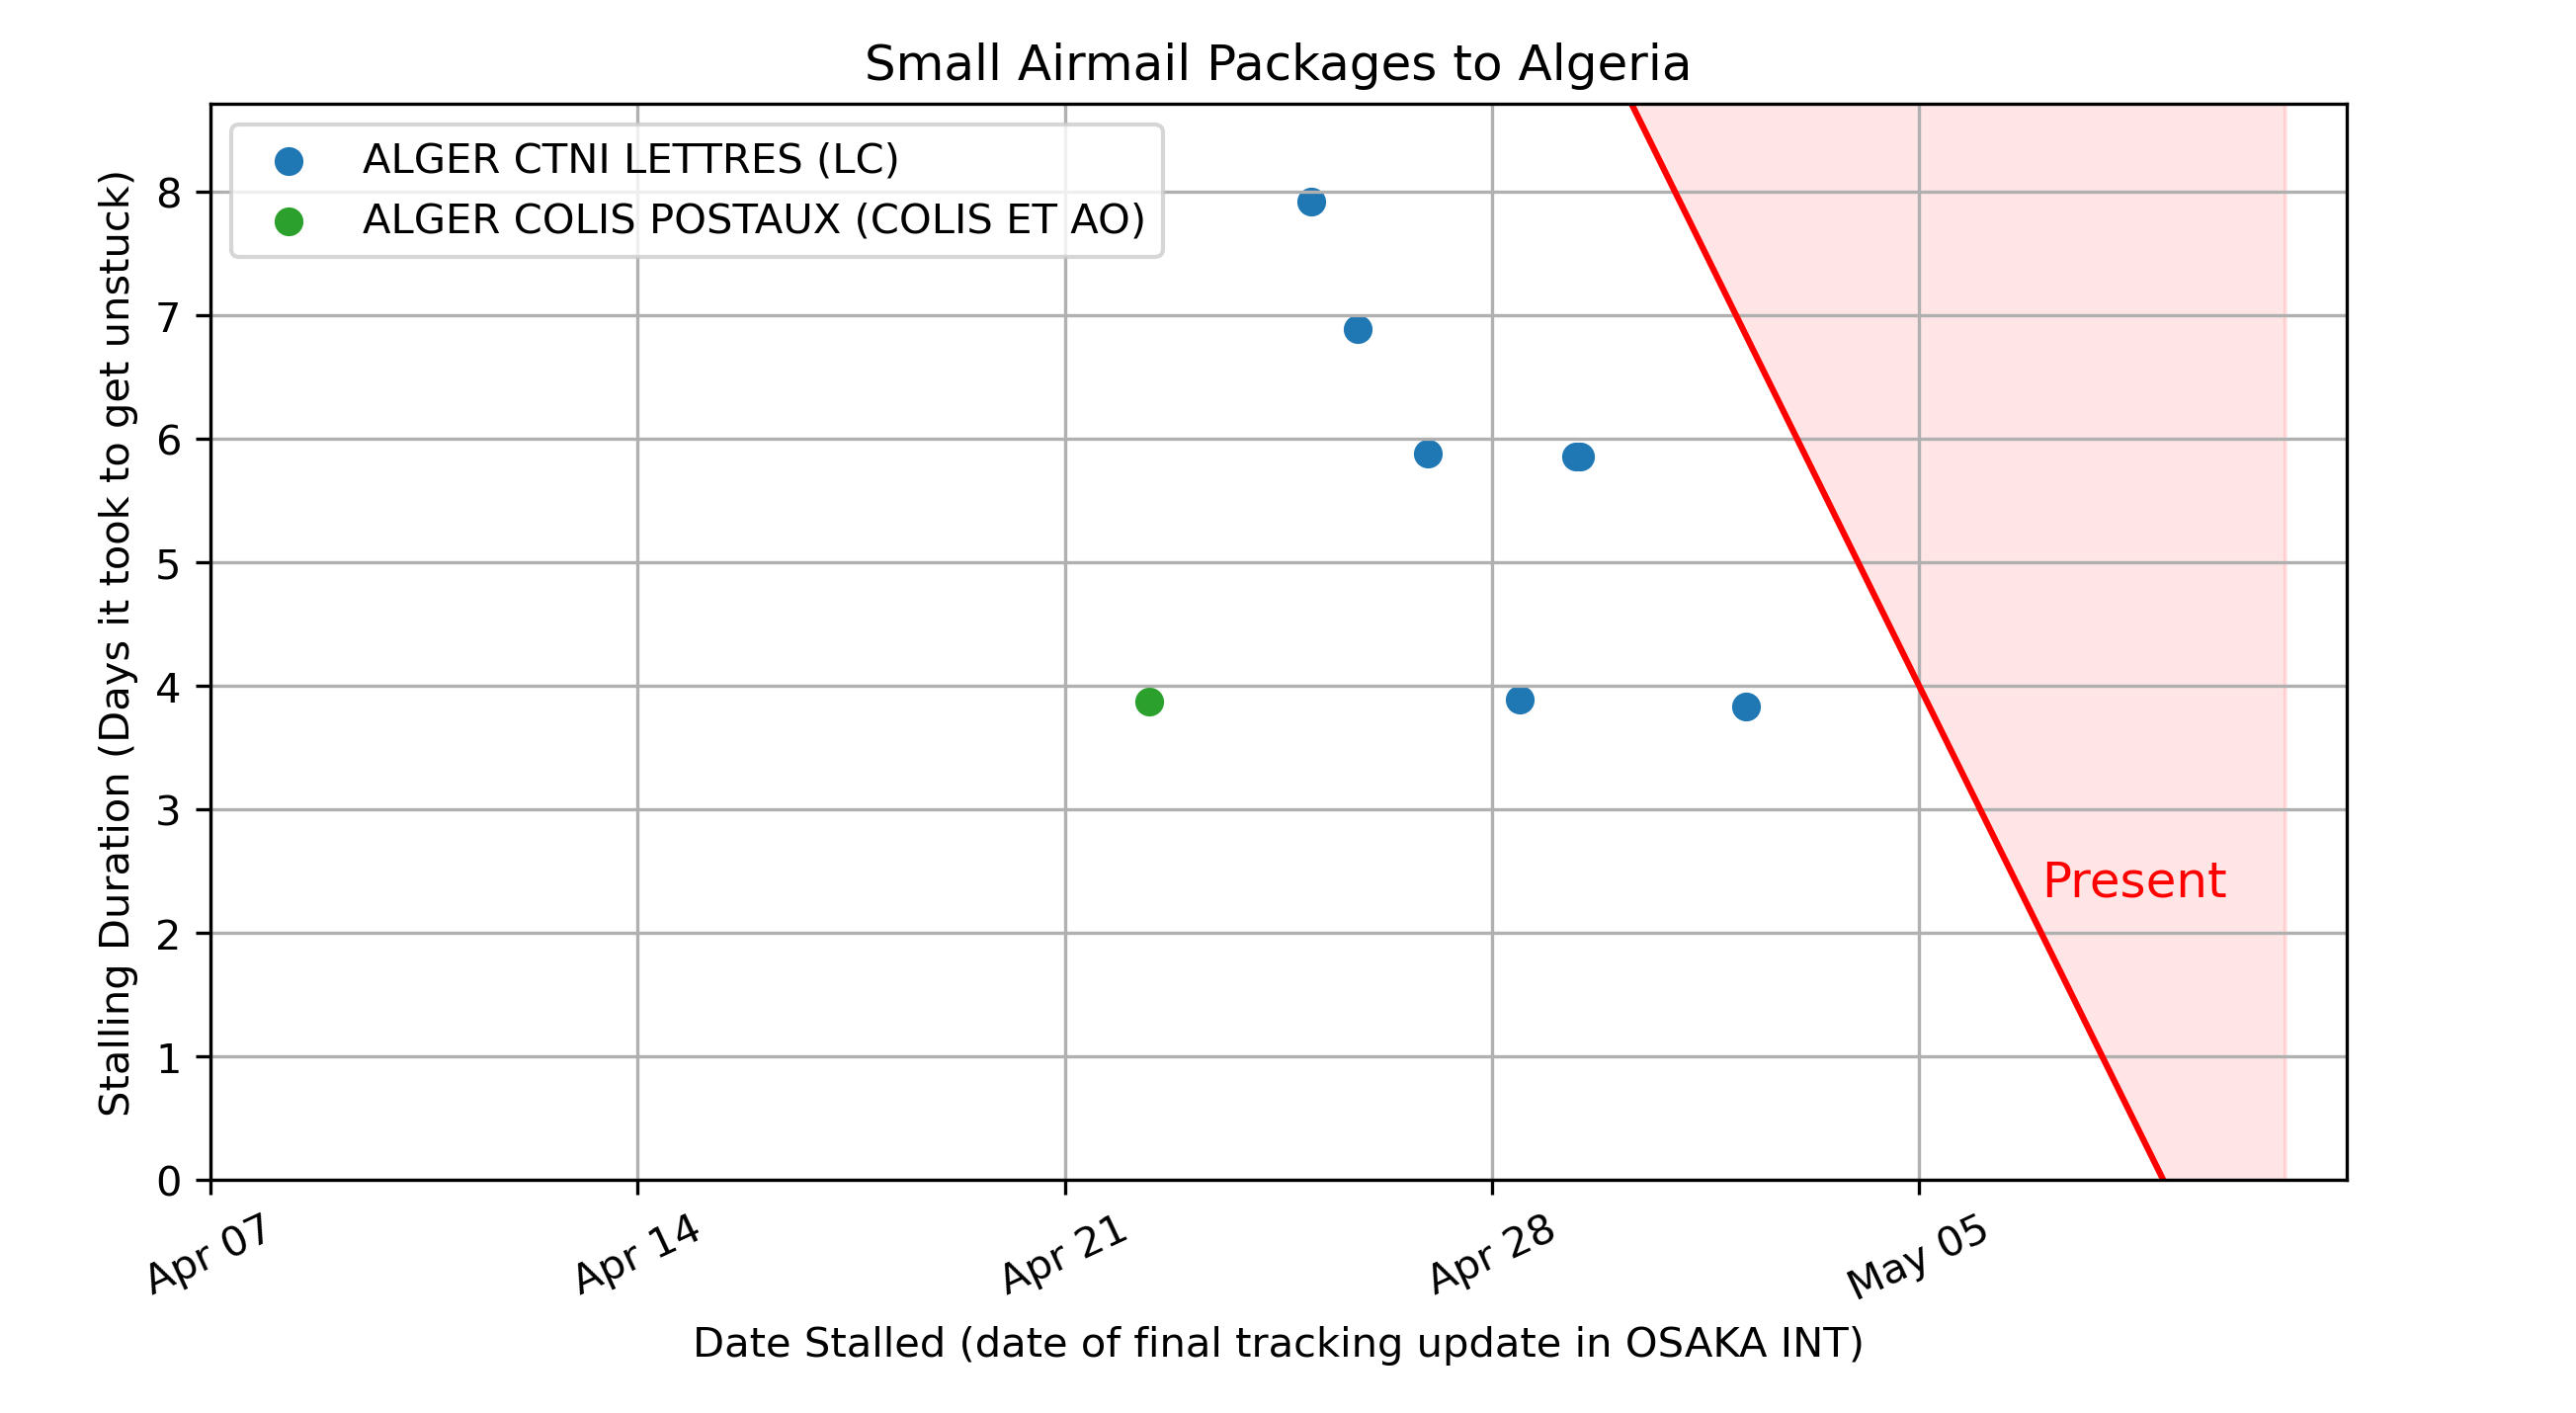 Small Airmail Packages to Algeria
ALGER CTNI LETTRES (LC)
ALGER COLIS POSTAUX (COLIS ET AO)
Stalling Duration (Days it took to get unstuck)
8
7
6
5
4
3
2
1
0
Present
Apr 07
Apr 14
Apr 21
Apr 28
May 05
Date Stalled (date of final tracking update in OSAKA INT)